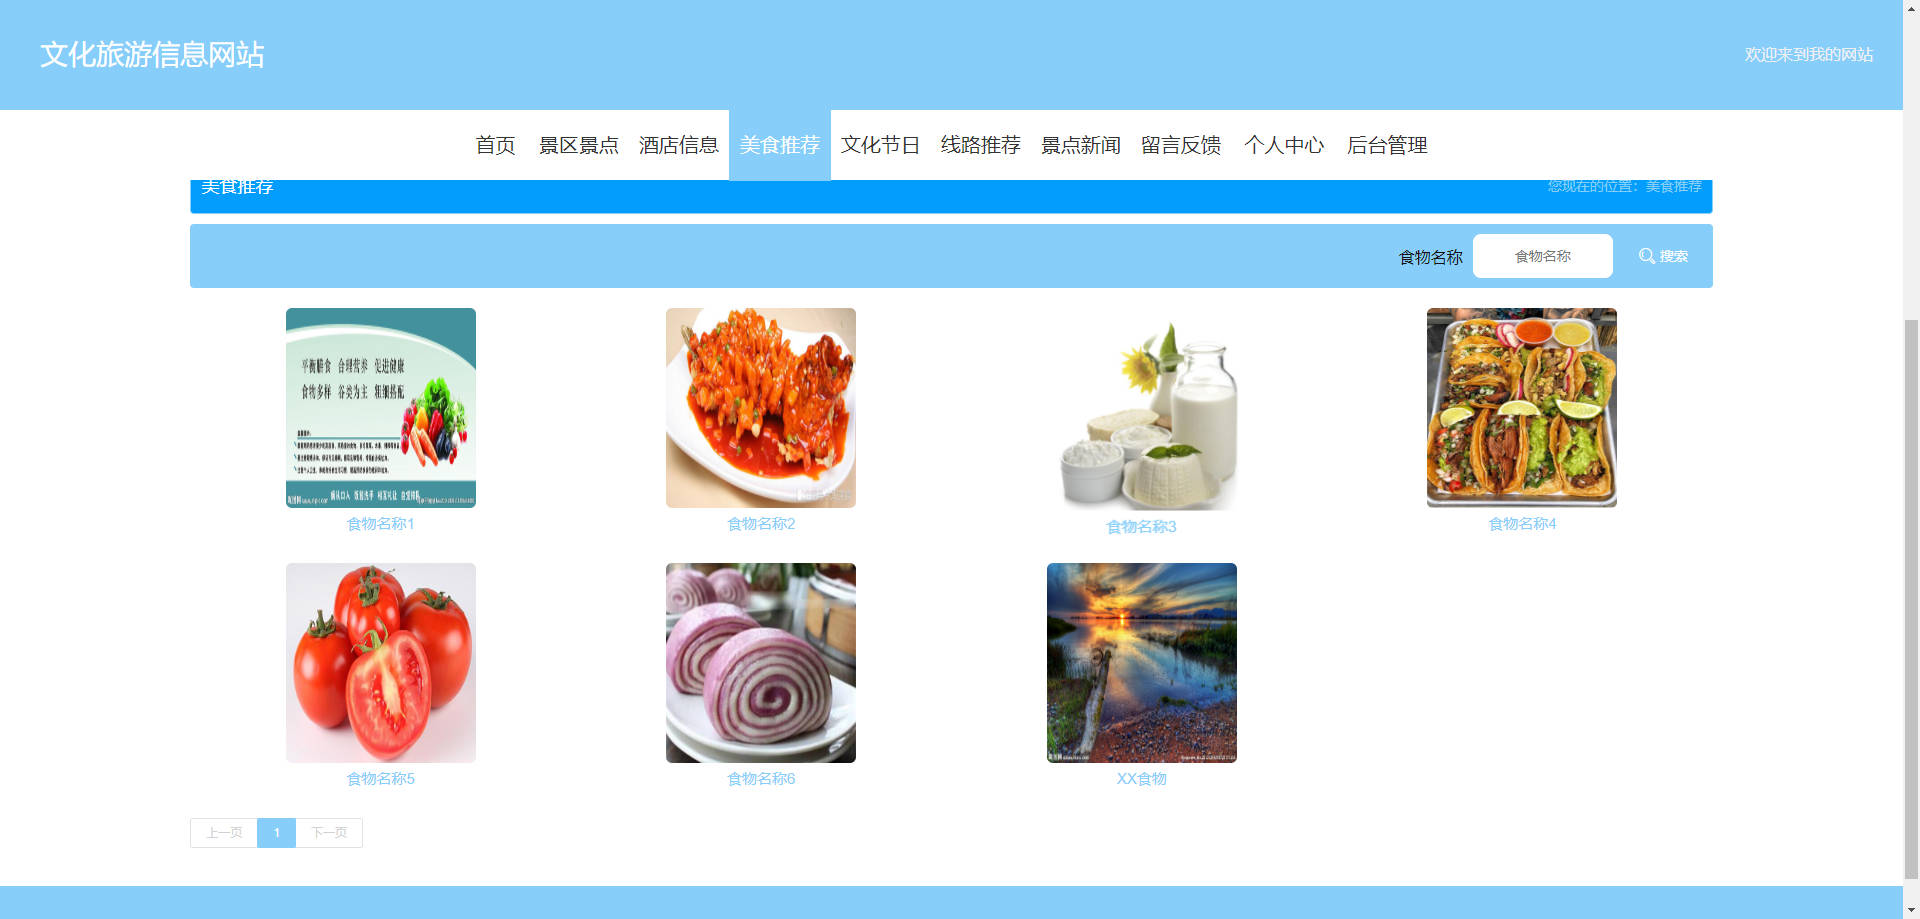 文化旅游信息网站
欢迎来到我的网站
首页 景区景点 酒店信息 美食推荐 文化节日 线路推荐 景点新闻 留言反馈 个人中心 后台管理
美食推荐
您现在的位置：美食推荐
食物名称 食物名称 搜索
平衡膳食 合理营养 促进健康
食物多样 谷类为主 粗细搭配
食物名称1
食物名称2
食物名称3
食物名称4
食物名称5
食物名称6
XX食物
上一页 1 下一页